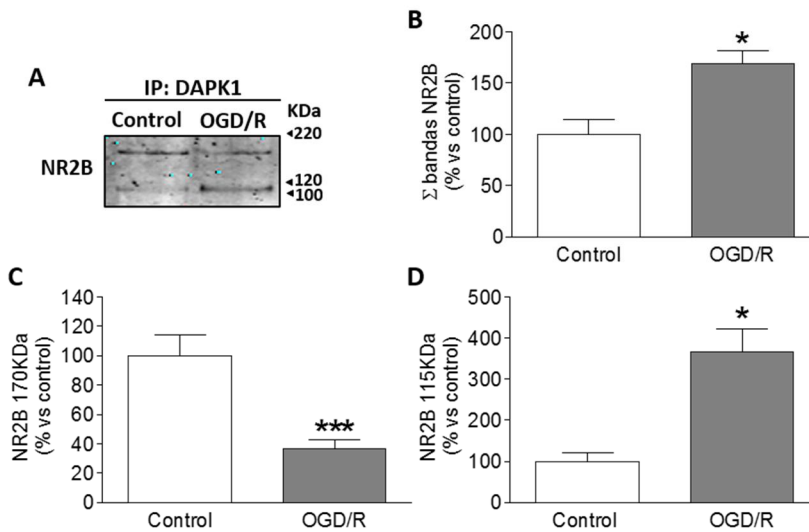 A
IP: DAPK1
Control OGD/R KDa
NR2B
◄220
◄120
◄100
B
Σ bandas NR2B
(% vs control)
200
150
100
50
0
*
Control OGD/R
C
NR2B 170KDa
(% vs control)
140
120
100
80
60
40
20
0
***
Control OGD/R
D
NR2B 115KDa
(% vs control)
500
400
300
200
100
0
*
Control OGD/R